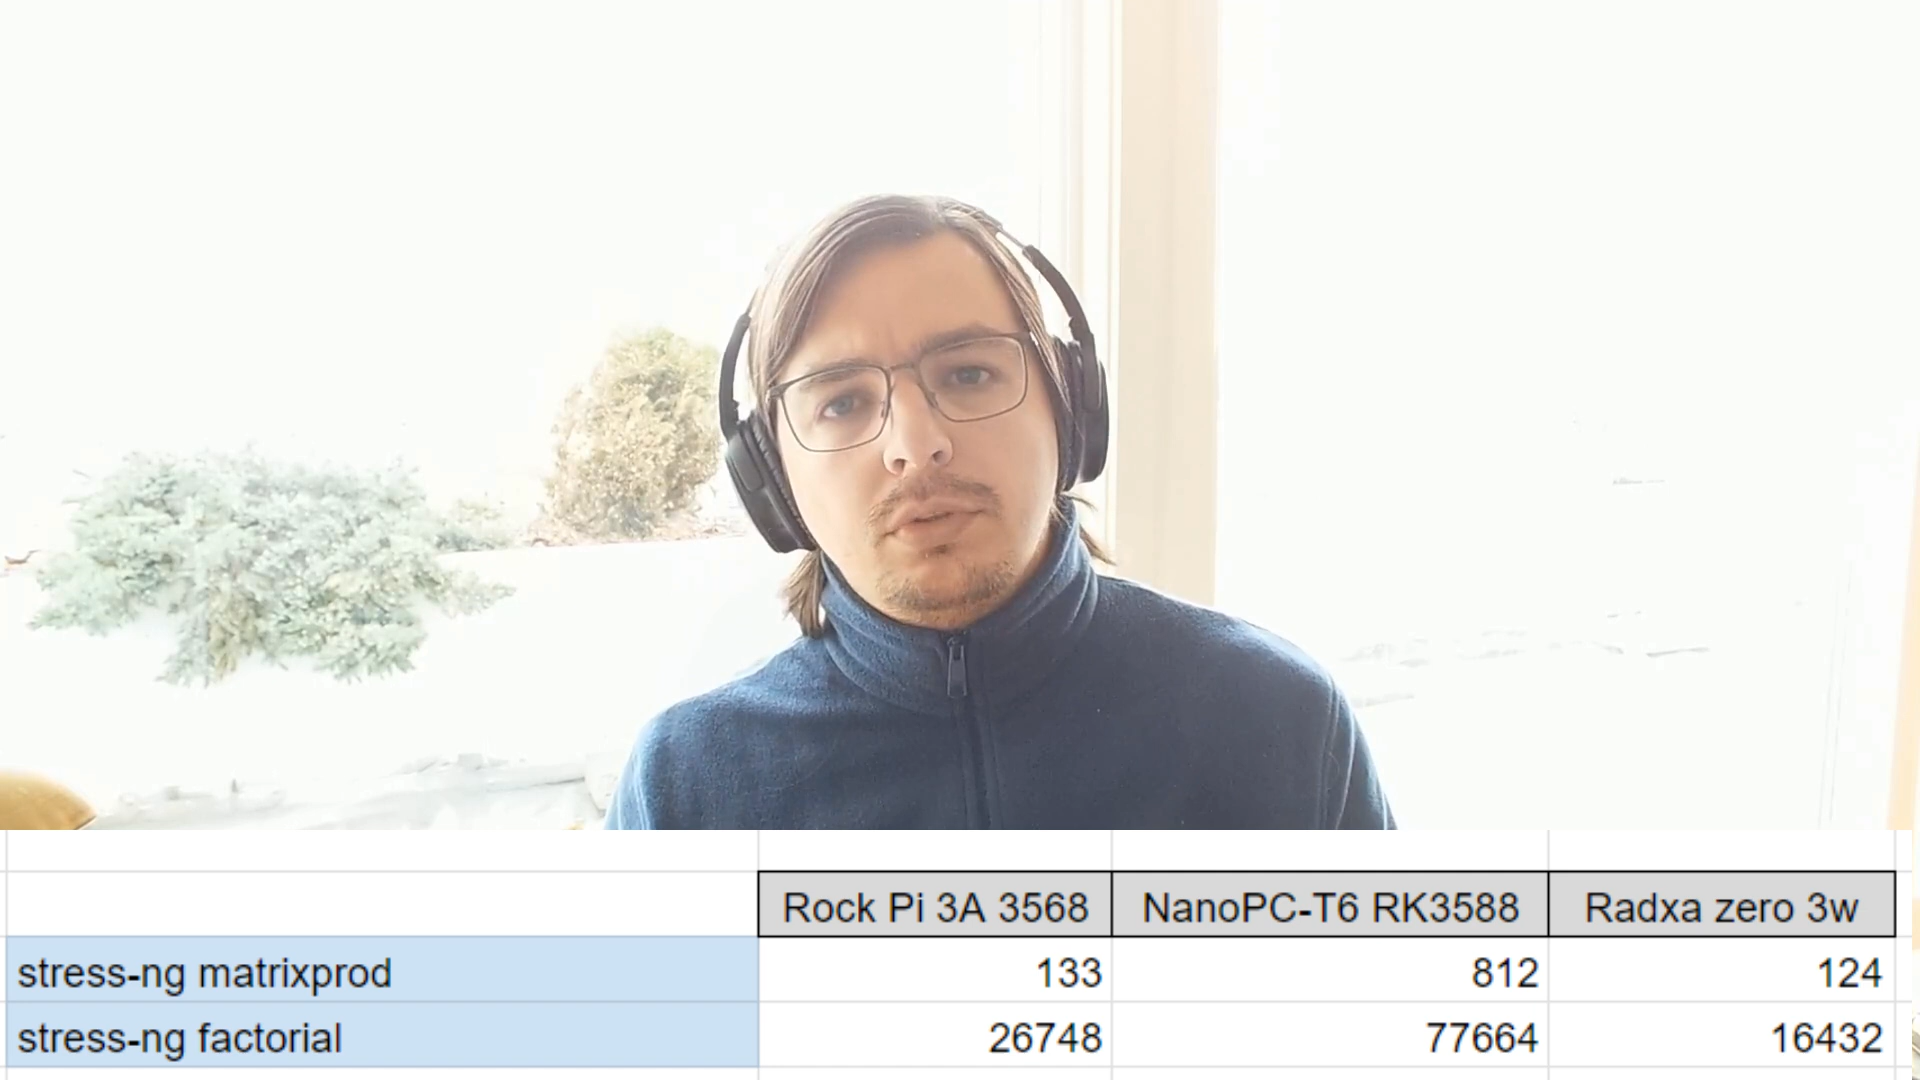 Rock Pi 3A 3568 NanoPC-T6 RK3588 Radxa zero 3w
stress-ng matrixprod 133 812 124
stress-ng factorial 26748 77664 16432